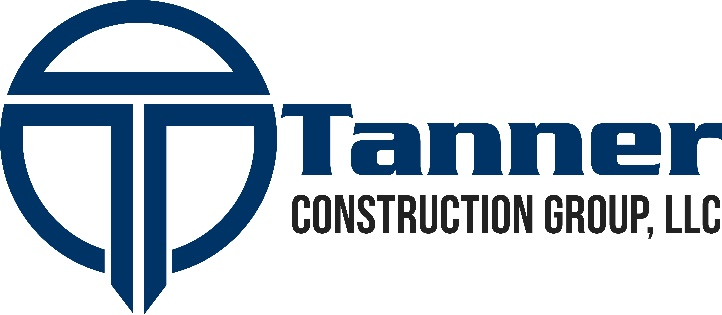 Tanner
CONSTRUCTION GROUP, LLC